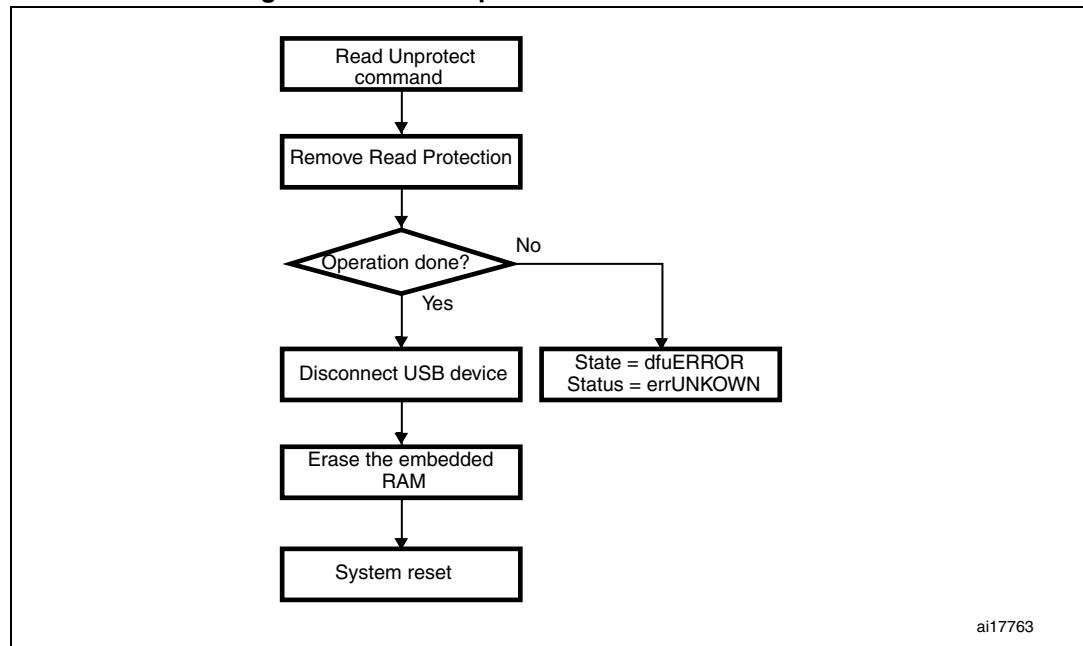 Read Unprotect
command
Remove Read Protection
No
Operation done?
Yes
Disconnect USB device
State = dfuERROR
Status = errUNKOWN
Erase the embedded
RAM
System reset
ai17763